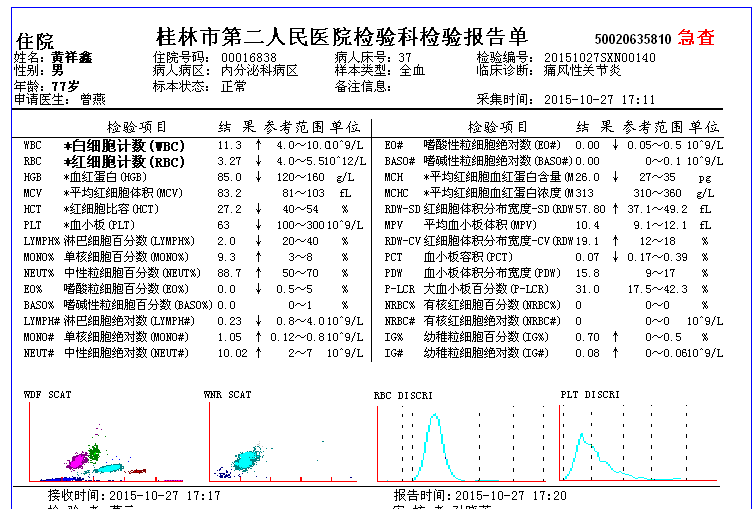 桂林市第二人民医院检验科检验报告单
住院 50020635810 急查
姓名: 黄祥鑫 住院号码: 00016838 病人床号: 37 检验编号: 20151027SXN00140
性别: 男 病人病区: 内分泌科病区 样本类型: 全血 临床诊断: 痛风性关节炎
年龄: 77岁 标本状态: 正常 备注信息:
申请医生: 曾燕 采集时间: 2015-10-27 17:11
检验项目 结 果 参考范围 单位 检验项目 结 果 参考范围 单位
WBC *白细胞计数(WBC) 11.3 ↑ 4.0～10.0 10^9/L EO# 嗜酸性粒细胞绝对数(EO#) 0.00 ↓ 0.05～0.5 10^9/L
RBC *红细胞计数(RBC) 3.27 ↓ 4.0～5.5 10^12/L BASO# 嗜碱性粒细胞绝对数(BASO#) 0.00 0～0.1 10^9/L
HGB *血红蛋白(HGB) 85.0 ↓ 120～160 g/L MCH *平均红细胞血红蛋白含量(M 26.0 ↓ 27～35 pg
MCV *平均红细胞体积(MCV) 83.2 81～103 fL MCHC *平均红细胞血红蛋白浓度(M 313 310～360 g/L
HCT *红细胞比容(HCT) 27.2 ↓ 40～54 % RDW-SD 红细胞体积分布宽度-SD(RDW 57.80 ↑ 37.1～49.2 fL
PLT *血小板(PLT) 63 ↓ 100～300 10^9/L MPV 平均血小板体积(MPV) 10.4 9.1～12.1 fL
LYMPH% 淋巴细胞百分数(LYMPH%) 2.0 ↓ 20～40 % RDW-CV 红细胞体积分布宽度-CV(RDW 19.1 ↑ 12～18 %
MONO% 单核细胞百分数(MONO%) 9.3 ↑ 3～8 % PCT 血小板容积(PCT) 0.07 ↓ 0.17～0.39 %
NEUT% 中性粒细胞百分数(NEUT%) 88.7 ↑ 50～70 % PDW 血小板体积分布宽度(PDW) 15.8 9～17 %
EO% 嗜酸粒细胞百分数(EO%) 0.0 ↓ 0.5～5 % P-LCR 大血小板百分数(P-LCR) 31.0 17.5～42.3 %
BASO% 嗜碱性粒细胞百分数(BASO%) 0.0 0～1 % NRBC% 有核红细胞百分数(NRBC%) 0 0～0 %
LYMPH# 淋巴细胞绝对数(LYMPH#) 0.23 ↓ 0.8～4.0 10^9/L NRBC# 有核红细胞绝对数(NRBC#) 0 0～0 10^9/L
MONO# 单核细胞绝对数(MONO#) 1.05 ↑ 0.12～0.8 10^9/L IG% 幼稚粒细胞百分数(IG%) 0.70 ↑ 0～0.5 %
NEUT# 中性细胞绝对数(NEUT#) 10.02 ↑ 2～7 10^9/L IG# 幼稚粒细胞绝对数(IG#) 0.08 ↑ 0～0.06 10^9/L
WDF SCAT WNR SCAT RBC DISCRI PLT DISCRI
接收时间: 2015-10-27 17:17 报告时间: 2015-10-27 17:20